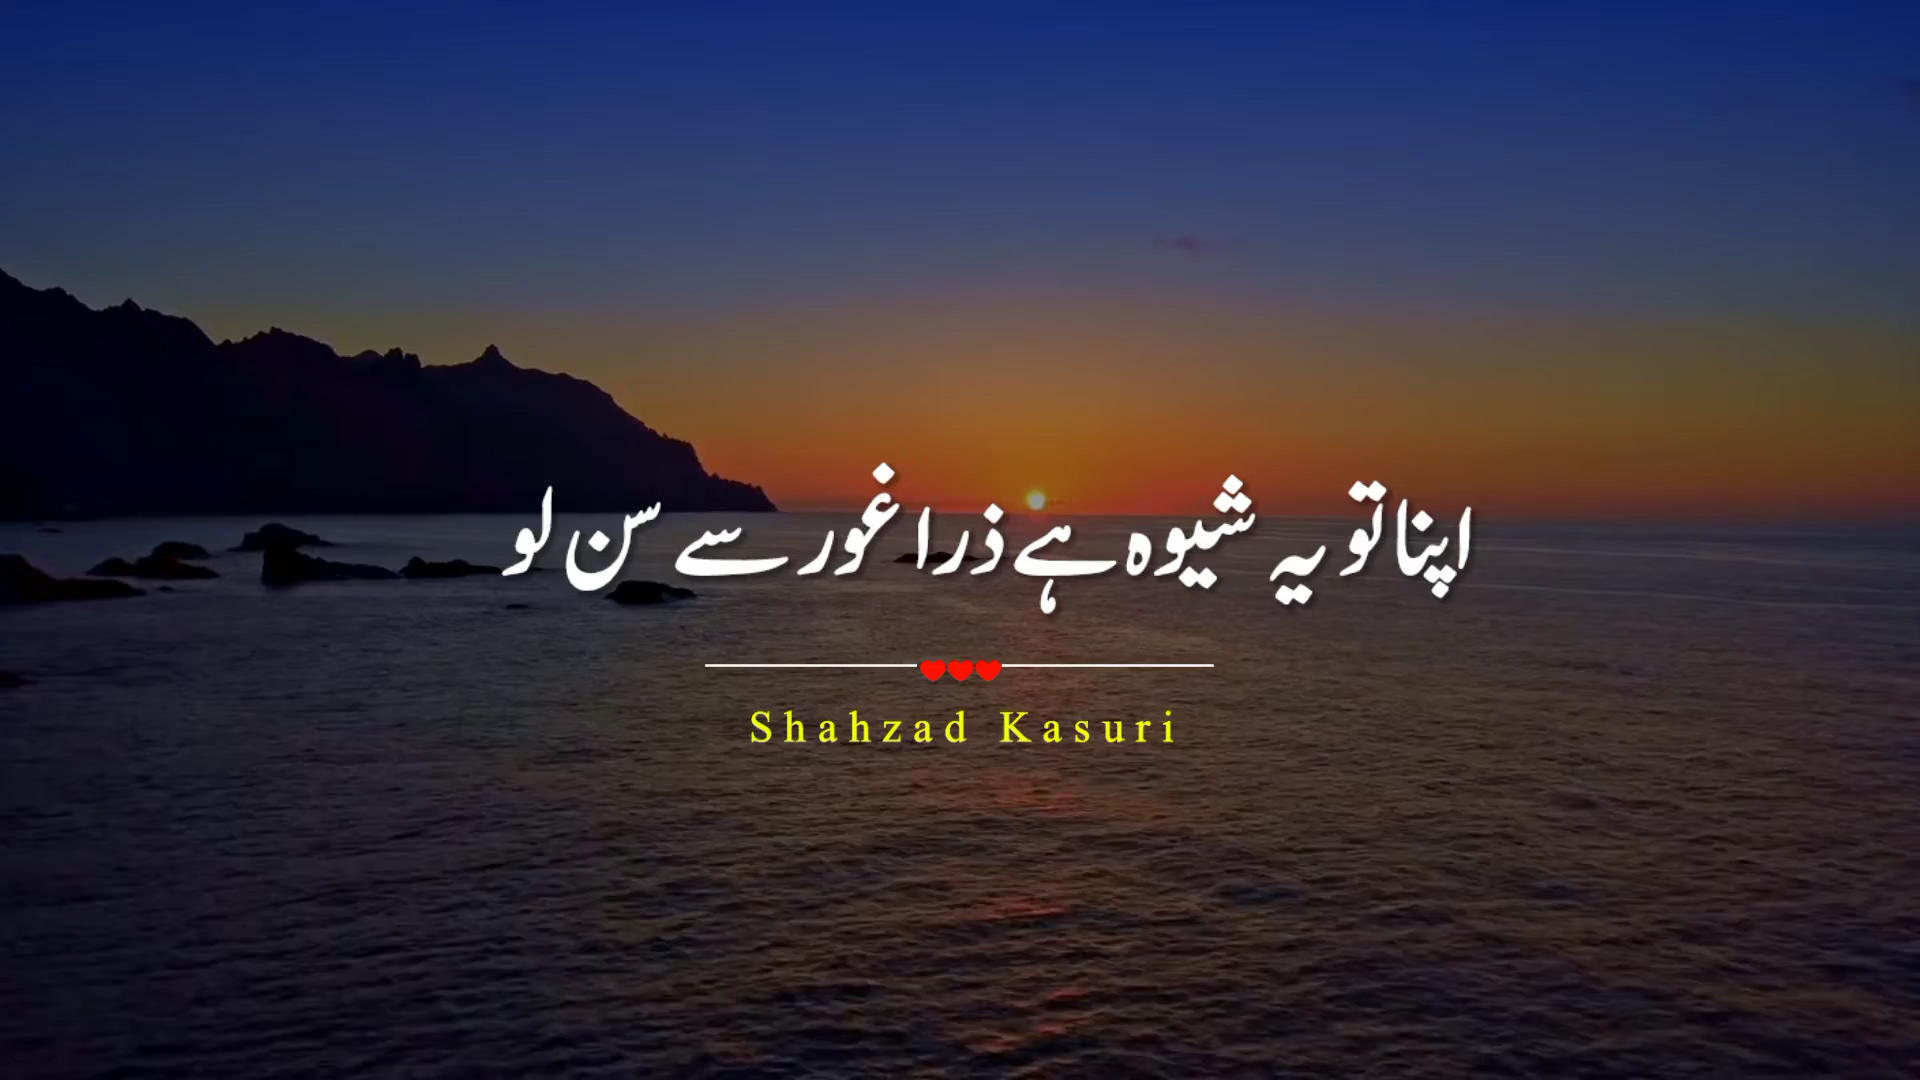 اپنا تو یہ شیوہ ہے ذرا غور سے سن لو
Shahzad Kasuri